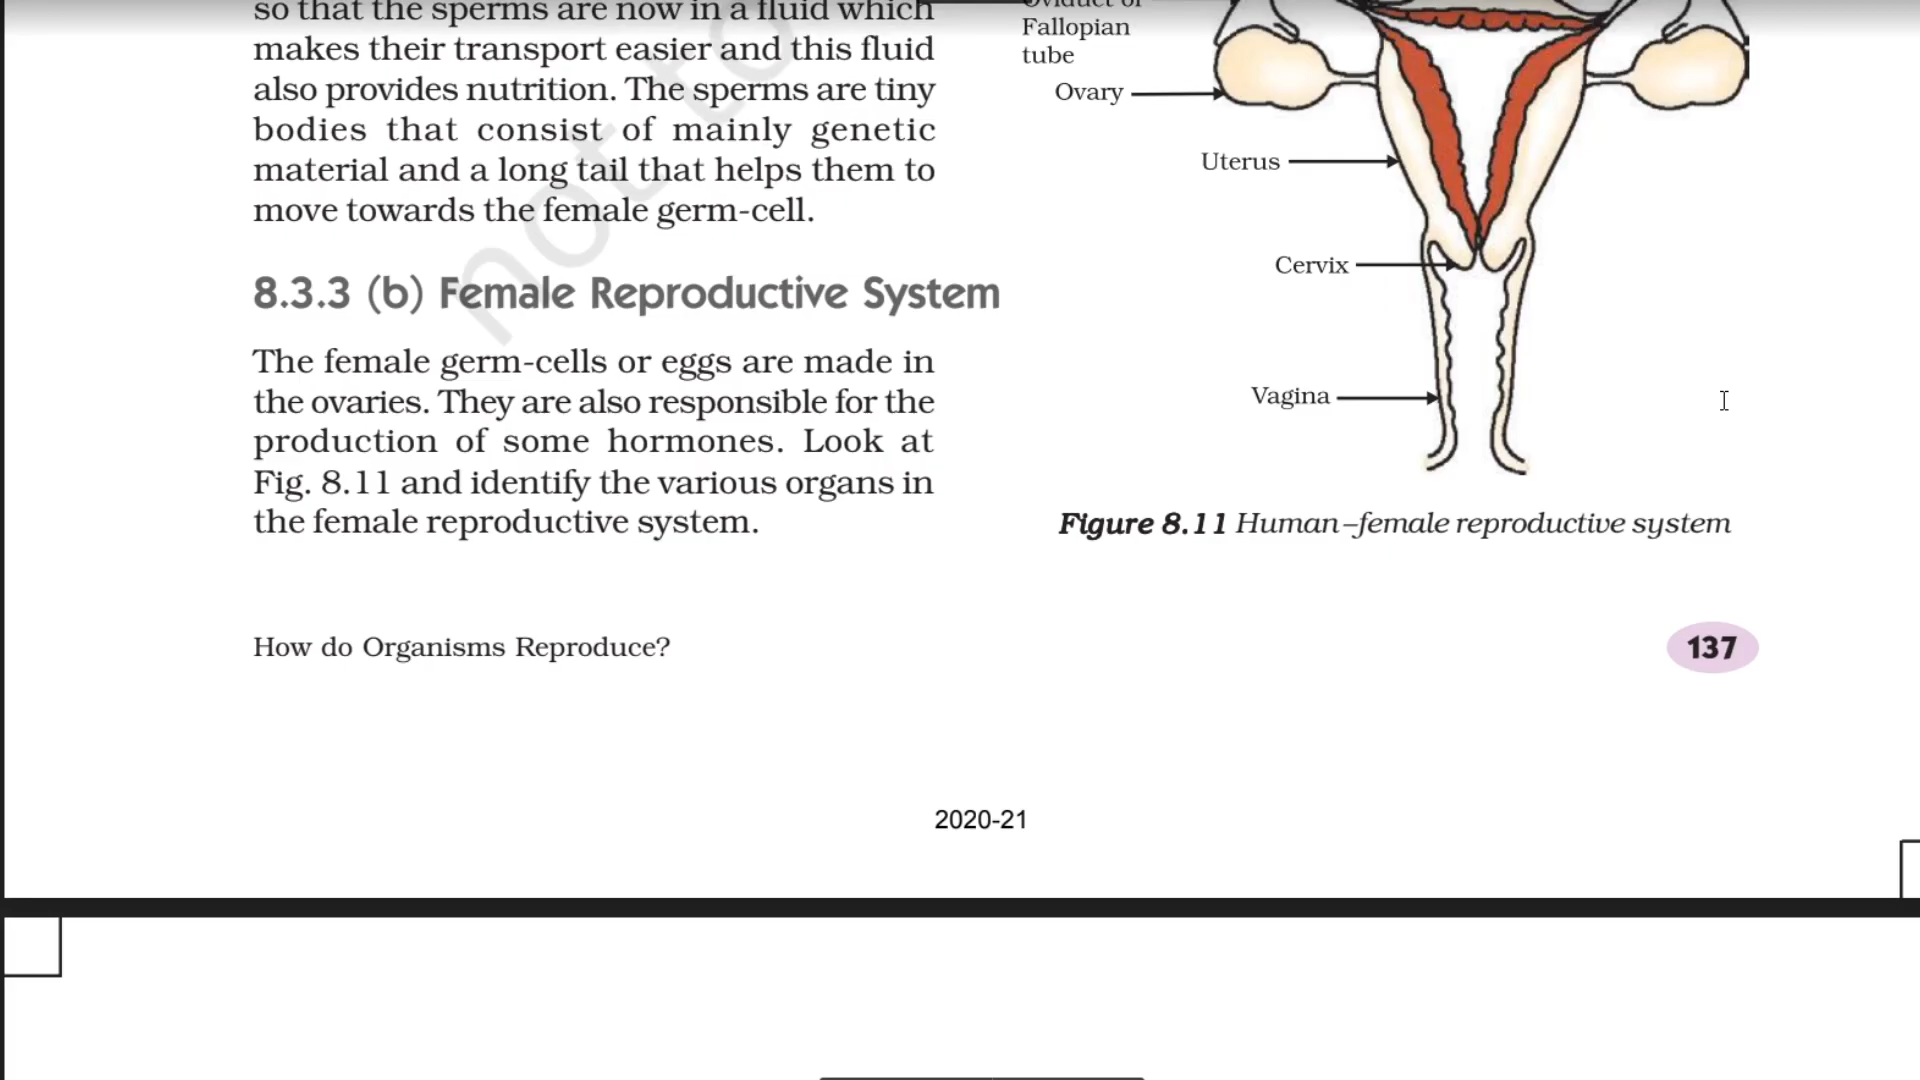 so that the sperms are now in a fluid which
makes their transport easier and this fluid
also provides nutrition. The sperms are tiny
bodies that consist of mainly genetic
material and a long tail that helps them to
move towards the female germ-cell.
8.3.3 (b) Female Reproductive System
The female germ-cells or eggs are made in
the ovaries. They are also responsible for the
production of some hormones. Look at
Fig. 8.11 and identify the various organs in
the female reproductive system.
Oviduct or
Fallopian
tube
Ovary
Uterus
Cervix
Vagina
Figure 8.11 Human–female reproductive system
How do Organisms Reproduce?
137
2020-21
not to